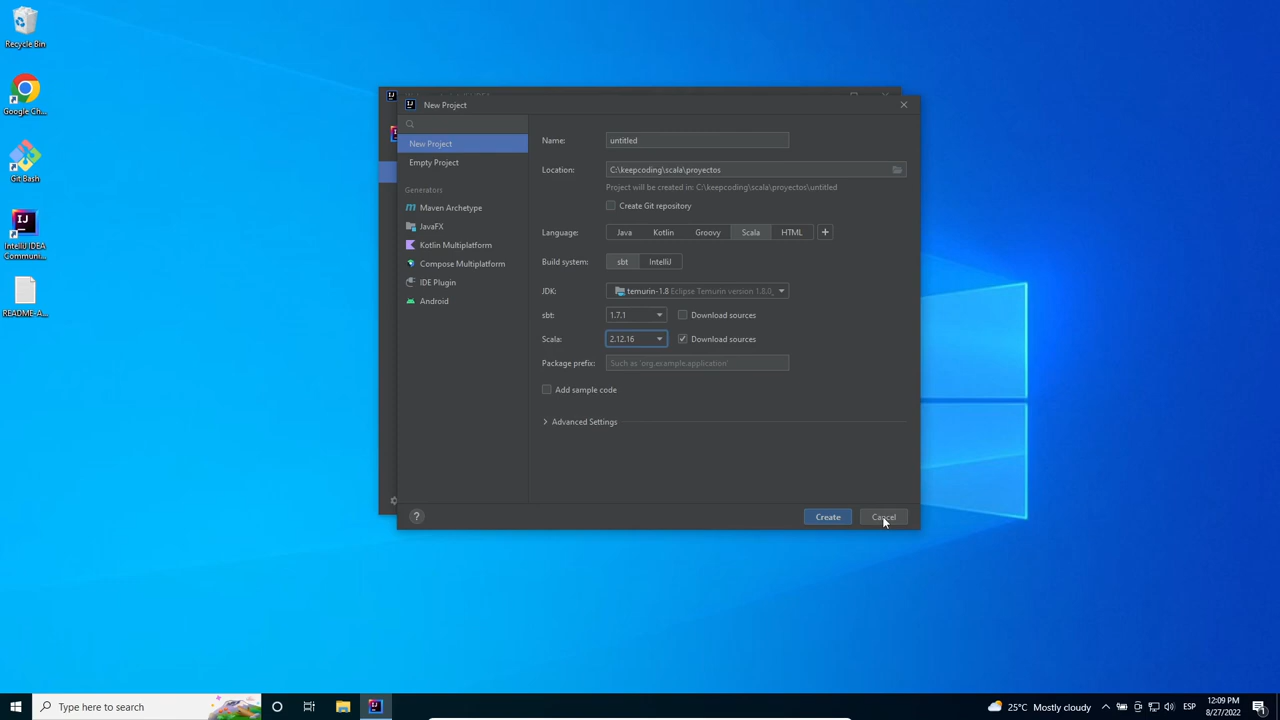 Recycle Bin
Google Ch...
Git Bash
IntelliJ IDEA
Communi...
README-A...
New Project
New Project
Empty Project
Generators
Maven Archetype
JavaFX
Kotlin Multiplatform
Compose Multiplatform
IDE Plugin
Android
Name: untitled
Location: C:\keepcoding\scala\proyectos
Project will be created in: C:\keepcoding\scala\proyectos\untitled
Create Git repository
Language: Java Kotlin Groovy Scala HTML +
Build system: sbt IntelliJ
JDK: temurin-1.8 Eclipse Temurin version 1.8.0_
sbt: 1.7.1 Download sources
Scala: 2.12.16 Download sources
Package prefix: Such as 'org.example.application'
Add sample code
Advanced Settings
? Create Cancel
Type here to search
25°C Mostly cloudy
ESP
12:09 PM
8/27/2022